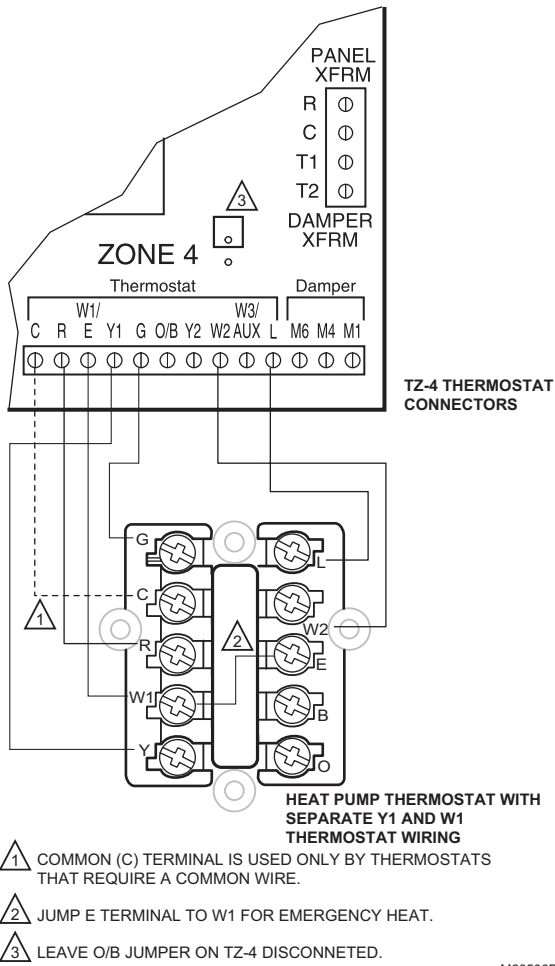 PANEL
XFRM
R
C
T1
T2
DAMPER
XFRM
3
ZONE 4
Thermostat Damper
W1/ W3/
C R E Y1 G O/B Y2 W2 AUX L M6 M4 M1
TZ-4 THERMOSTAT
CONNECTORS
G
L
C
1
2
W2
R
E
W1
B
Y
O
HEAT PUMP THERMOSTAT WITH
SEPARATE Y1 AND W1
THERMOSTAT WIRING
1 COMMON (C) TERMINAL IS USED ONLY BY THERMOSTATS
THAT REQUIRE A COMMON WIRE.
2 JUMP E TERMINAL TO W1 FOR EMERGENCY HEAT.
3 LEAVE O/B JUMPER ON TZ-4 DISCONNETED.